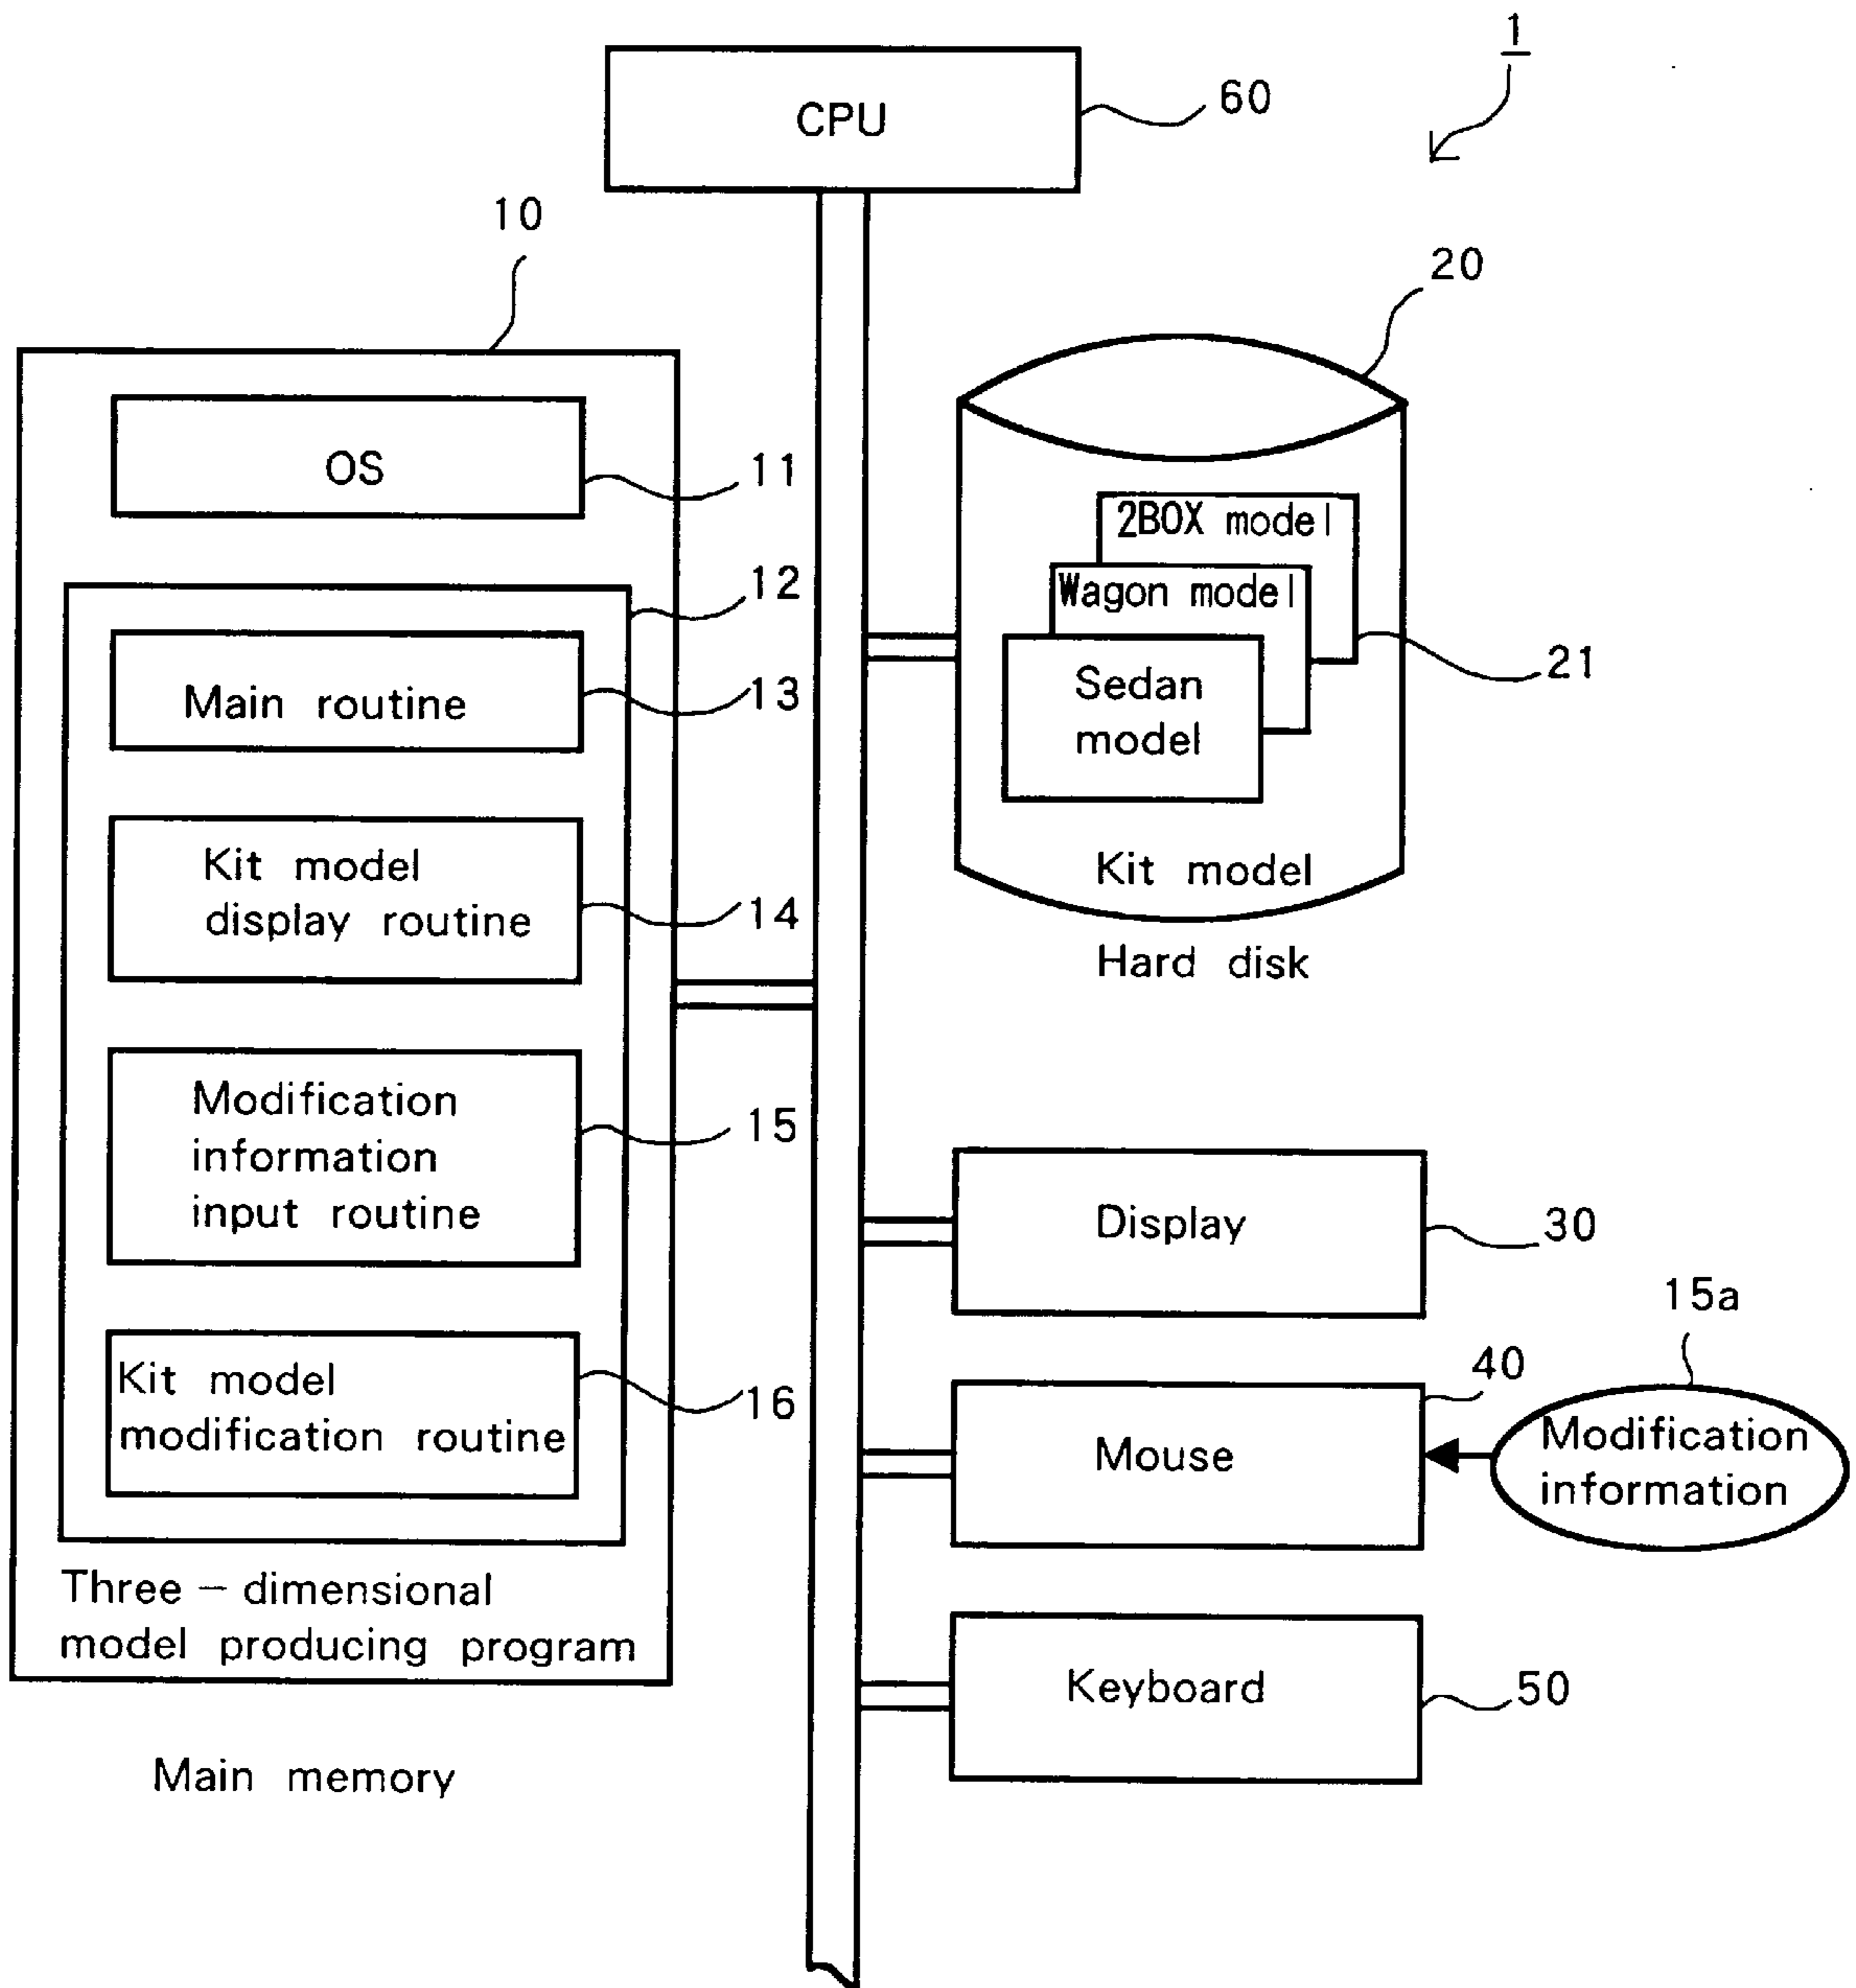 1
CPU
60
10
20
OS
11
2BOX model
12
Wagon model
Main routine
13
Sedan
model
21
Kit model
display routine
14
Kit model
Hard disk
Modification
information
input routine
15
Display
30
15a
Kit model
modification routine
16
Mouse
40
Modification
information
Three-dimensional
model producing program
Keyboard
50
Main memory